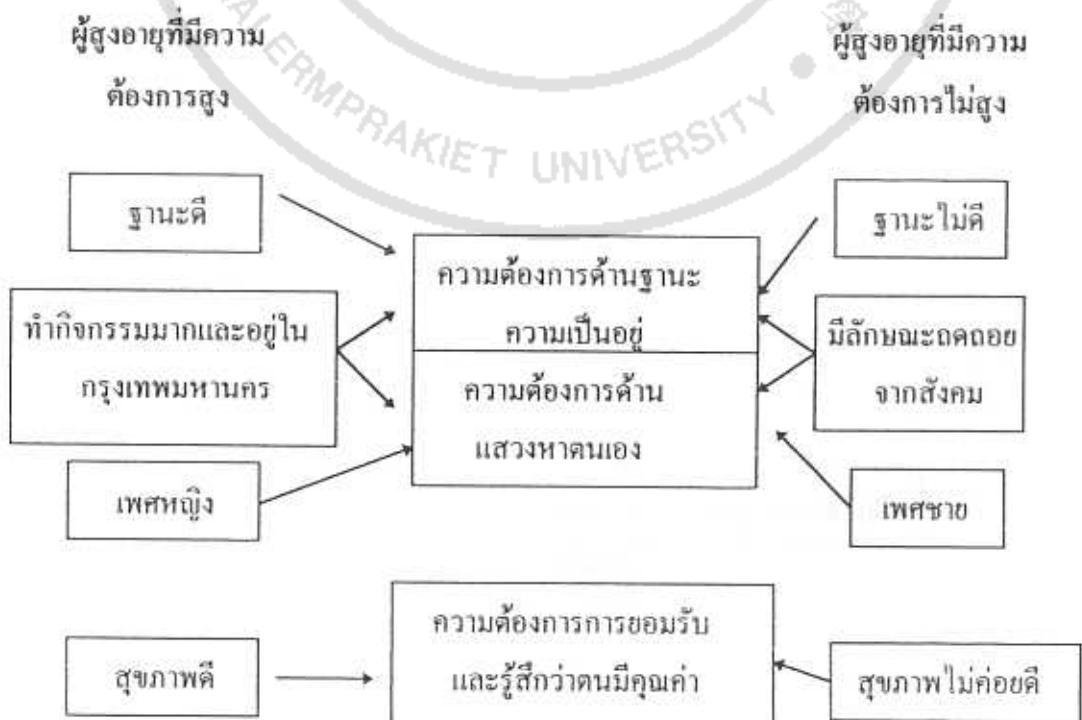 ผู้สูงอายุที่มีความ
ต้องการสูง
ผู้สูงอายุที่มีความ
ต้องการไม่สูง
ALERMPRAKIET UNIVERSITY
ฐานะดี
ฐานะไม่ดี
ความต้องการด้านฐานะ
ความเป็นอยู่
ทำกิจกรรมมากและอยู่ใน
กรุงเทพมหานคร
มีลักษณะถดถอย
จากสังคม
ความต้องการด้าน
แสวงหาตนเอง
เพศหญิง
เพศชาย
ความต้องการการยอมรับ
และรู้สึกว่าตนมีคุณค่า
สุขภาพดี
สุขภาพไม่ค่อยดี